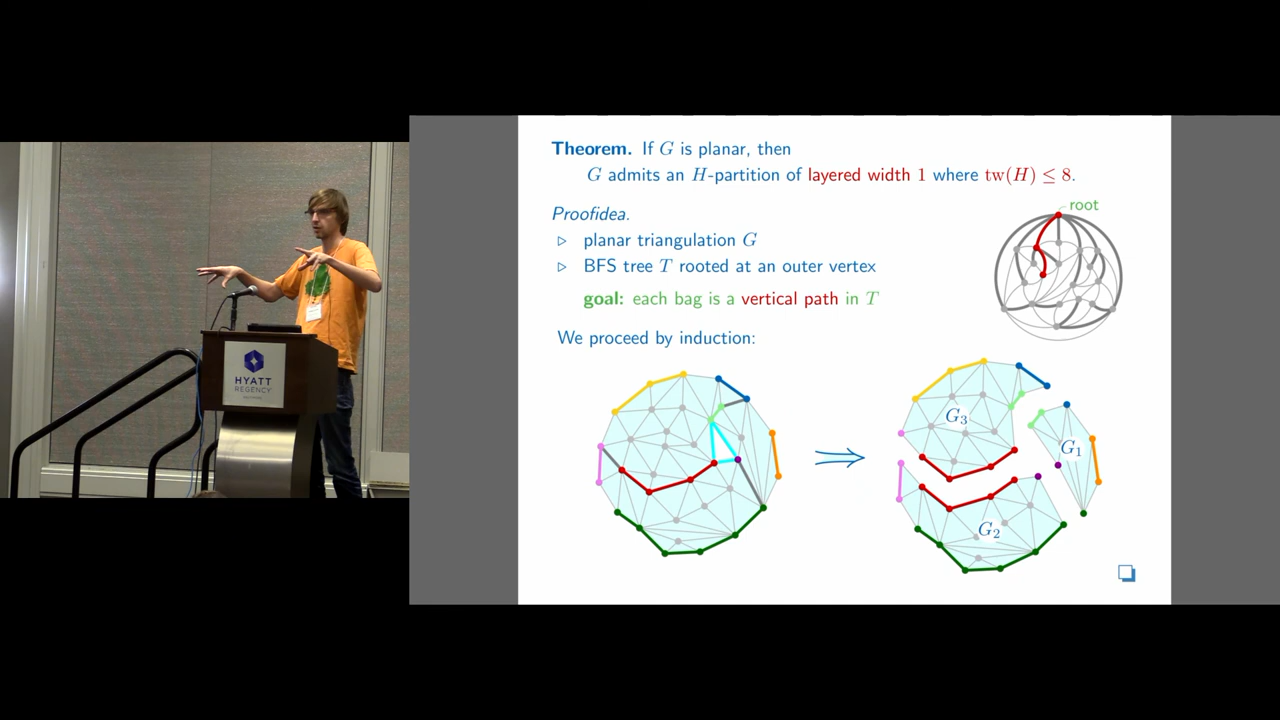 Theorem. If G is planar, then
G admits an H-partition of layered width 1 where tw(H) ≤ 8.
Proofidea.
▷ planar triangulation G
▷ BFS tree T rooted at an outer vertex
goal: each bag is a vertical path in T
We proceed by induction:
root
G₃
G₁
G₂
HYATT
REGENCY